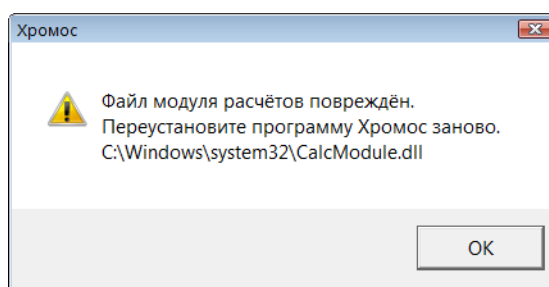 Хромос
Файл модуля расчётов повреждён.
Переустановите программу Хромос заново.
C:\Windows\system32\CalcModule.dll
OK